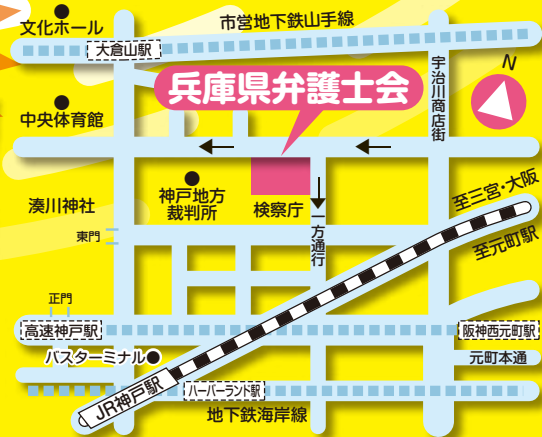 文化ホール
市営地下鉄山手線
大倉山駅
宇治川商店街
N
兵庫県弁護士会
中央体育館
神戸地方
裁判所
検察庁
湊川神社
東門
一方通行
至三宮・大阪
至元町駅
正門
高速神戸駅
阪神西元町駅
バスターミナル
元町本通
JR神戸駅
ハーバーランド駅
地下鉄海岸線